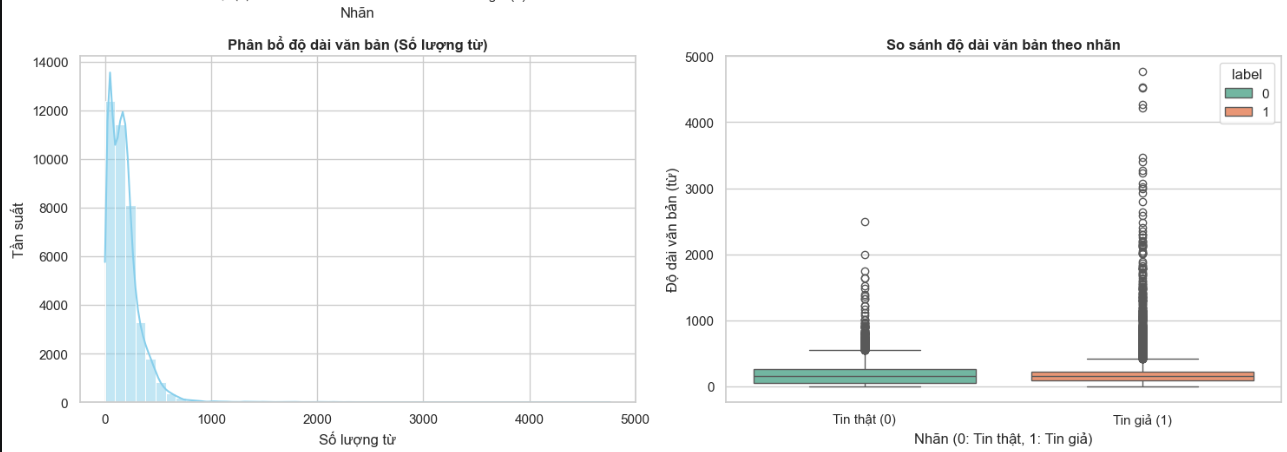 Nhãn
Phân bổ độ dài văn bản (Số lượng từ)
14000
12000
10000
8000
6000
4000
2000
0
Tần suất
0 1000 2000 3000 4000 5000
Số lượng từ
So sánh độ dài văn bản theo nhãn
5000
4000
3000
2000
1000
0
Độ dài văn bản (từ)
label
0
1
Tin thật (0) Tin giả (1)
Nhãn (0: Tin thật, 1: Tin giả)